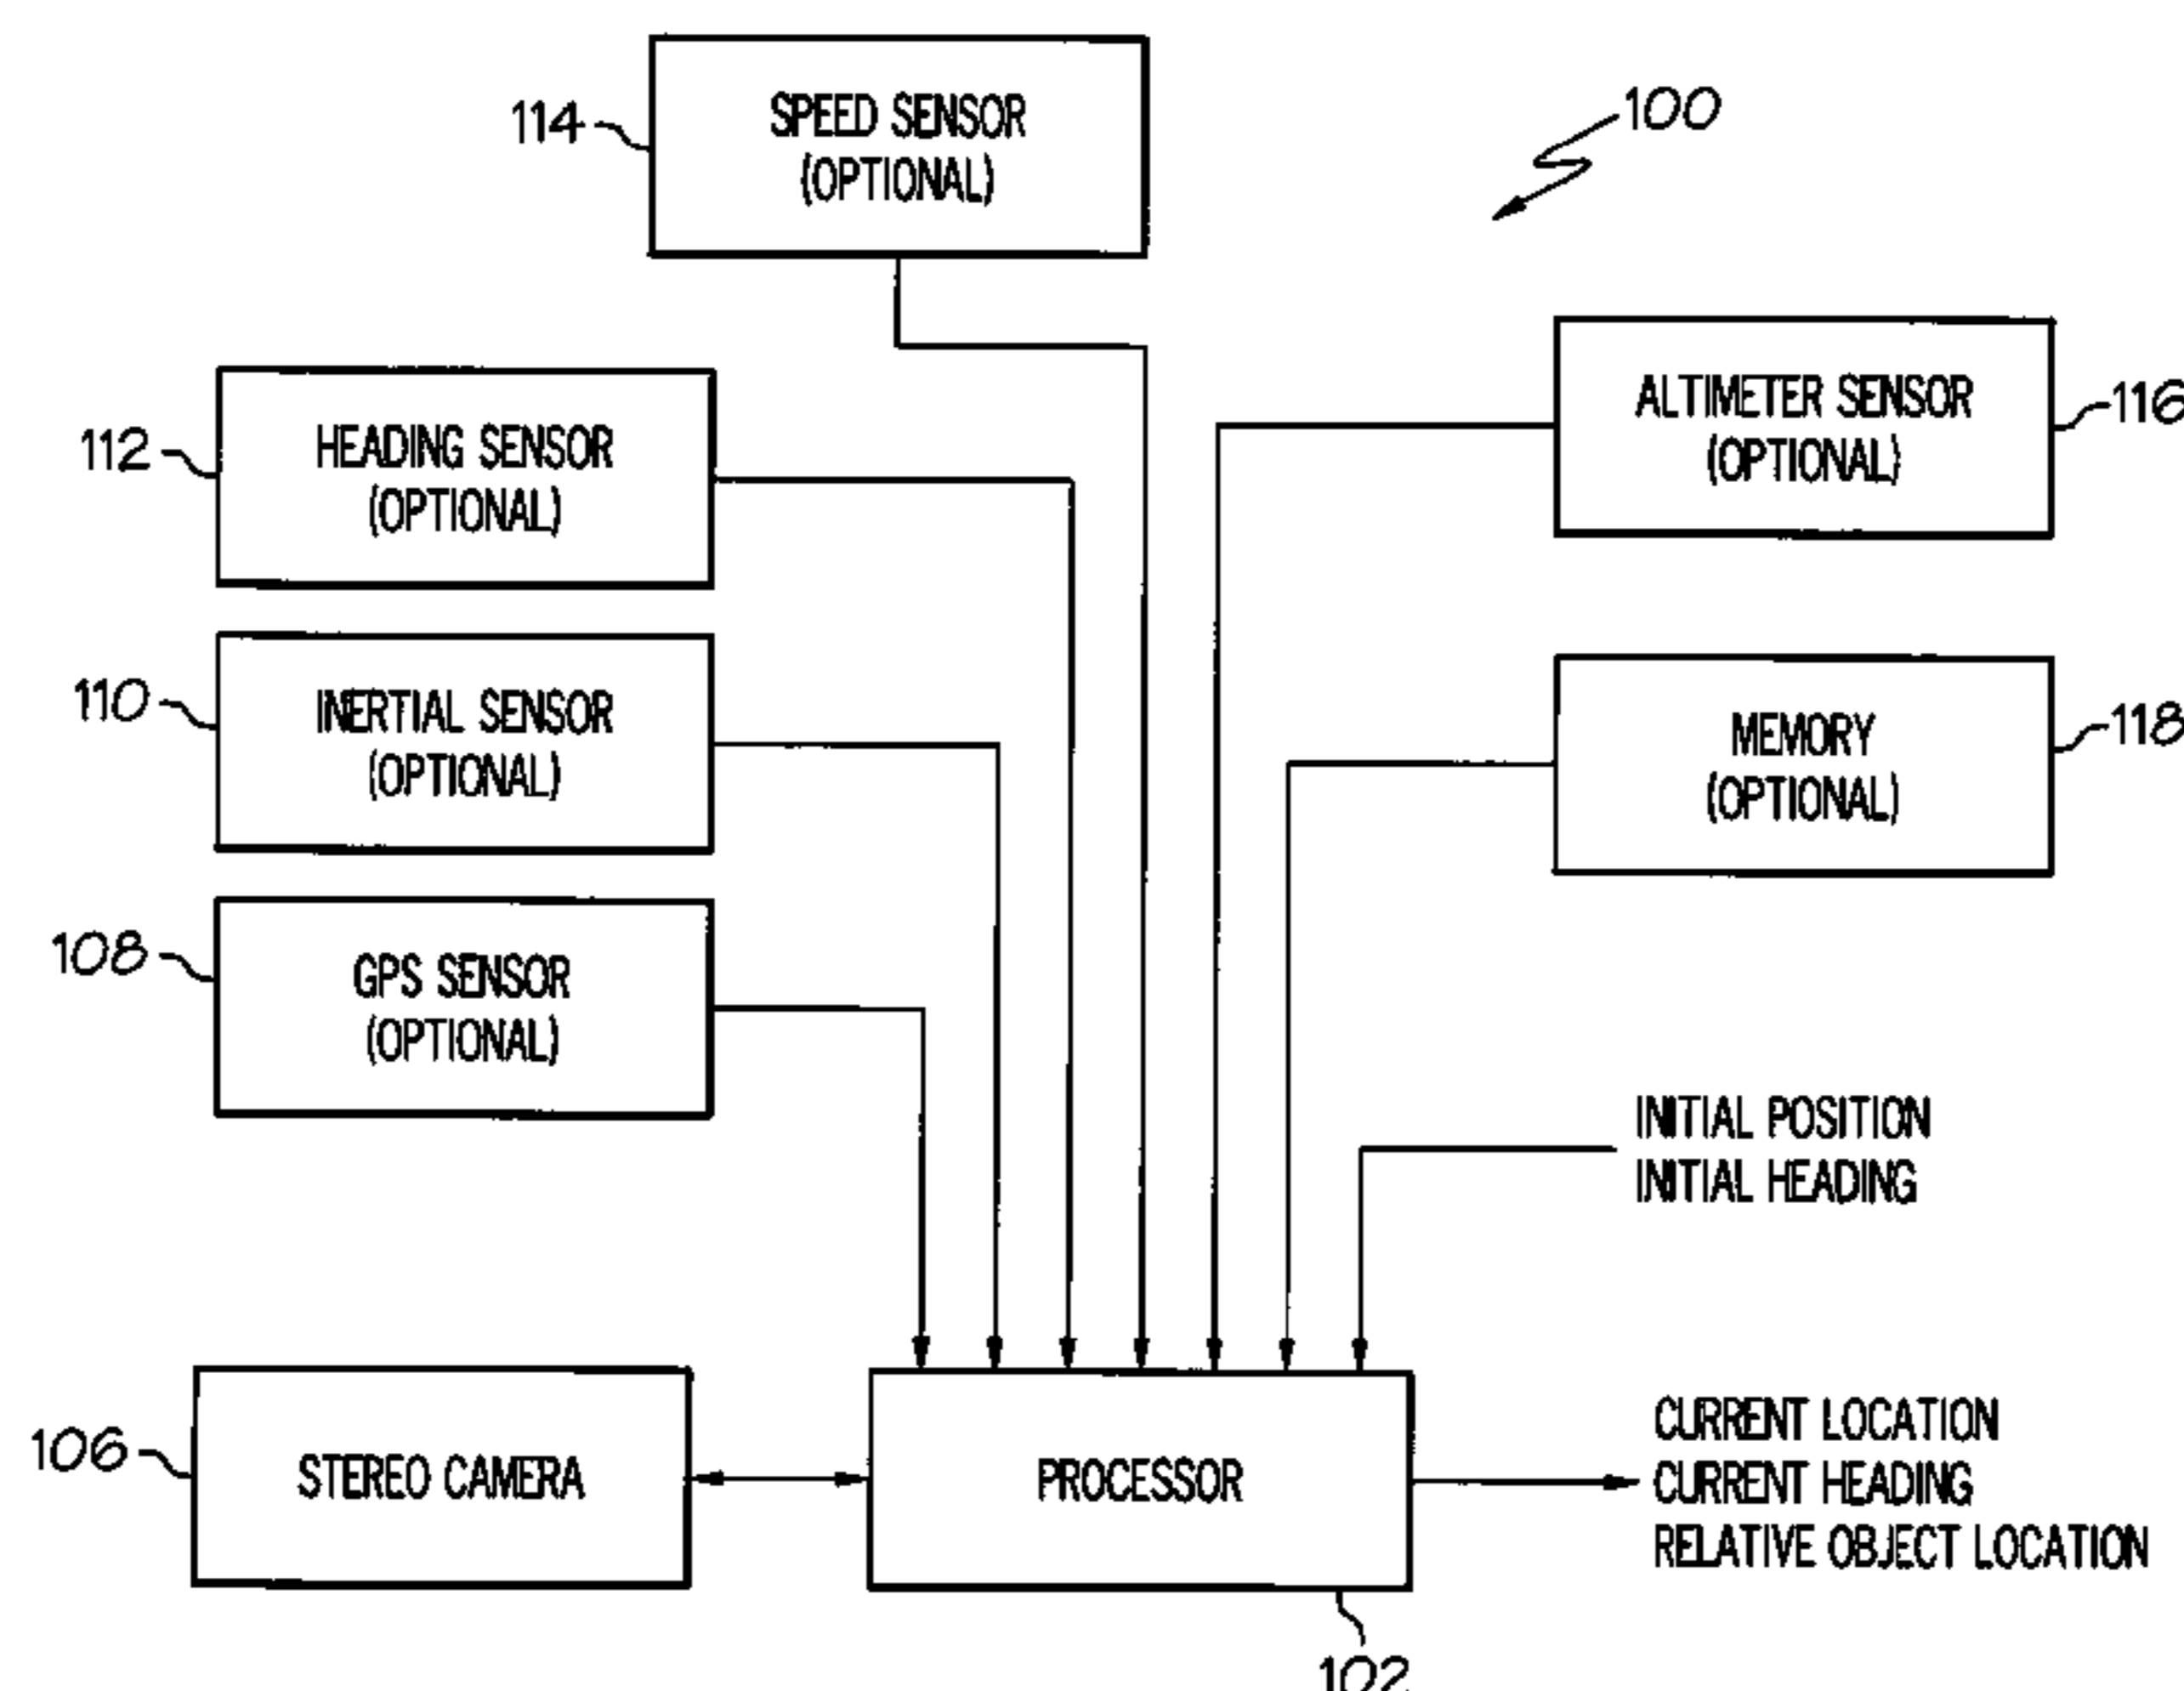 114
SPEED SENSOR
(OPTIONAL)
100
112
HEADING SENSOR
(OPTIONAL)
ALTIMETER SENSOR
(OPTIONAL)
116
110
INERTIAL SENSOR
(OPTIONAL)
MEMORY
(OPTIONAL)
118
108
GPS SENSOR
(OPTIONAL)
INITIAL POSITION
INITIAL HEADING
106
STEREO CAMERA
PROCESSOR
CURRENT LOCATION
CURRENT HEADING
RELATIVE OBJECT LOCATION
102